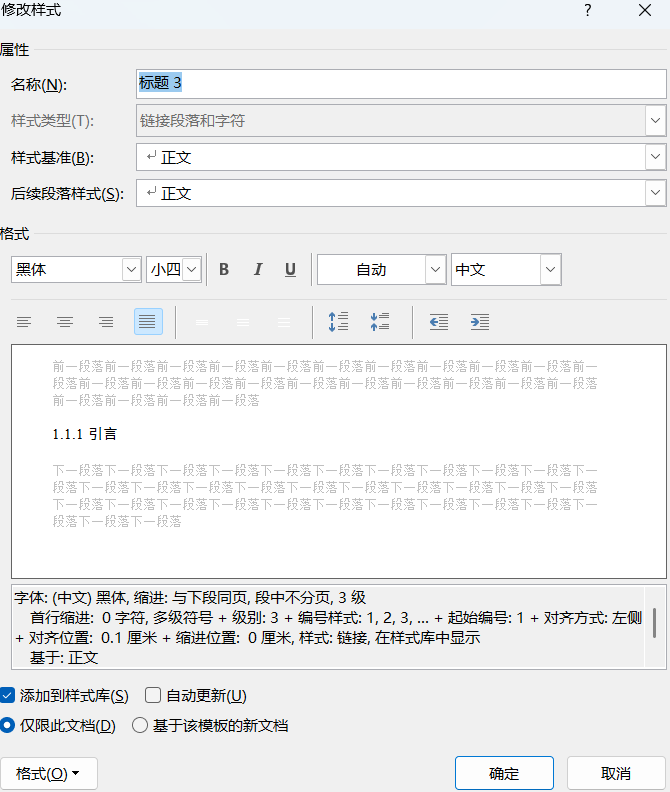 修改样式 ?
属性
名称(N): 标题 3
样式类型(T): 链接段落和字符
样式基准(B): 正文
后续段落样式(S): 正文
格式
黑体 小四 B I U 自动 中文
前一段落前一段落前一段落前一段落前一段落前一段落前一段落前一段落前一段落前一段落前一
段落前一段落前一段落前一段落前一段落前一段落前一段落前一段落前一段落前一段落前一段落
前一段落前一段落前一段落前一段落
1.1.1 引言
下一段落下一段落下一段落下一段落下一段落下一段落下一段落下一段落下一段落下一段落下一
段落下一段落下一段落下一段落下一段落下一段落下一段落下一段落下一段落下一段落下一段落
下一段落下一段落下一段落下一段落下一段落下一段落下一段落下一段落下一段落下一段落下一
段落下一段落下一段落
字体: (中文) 黑体, 缩进: 与下段同页, 段中不分页, 3 级
首行缩进: 0 字符, 多级符号 + 级别: 3 + 编号样式: 1, 2, 3, ... + 起始编号: 1 + 对齐方式: 左侧
+ 对齐位置: 0.1 厘米 + 缩进位置: 0 厘米, 样式: 链接, 在样式库中显示
基于: 正文
添加到样式库(S) 自动更新(U)
仅限此文档(D) 基于该模板的新文档
格式(O) 确定 取消